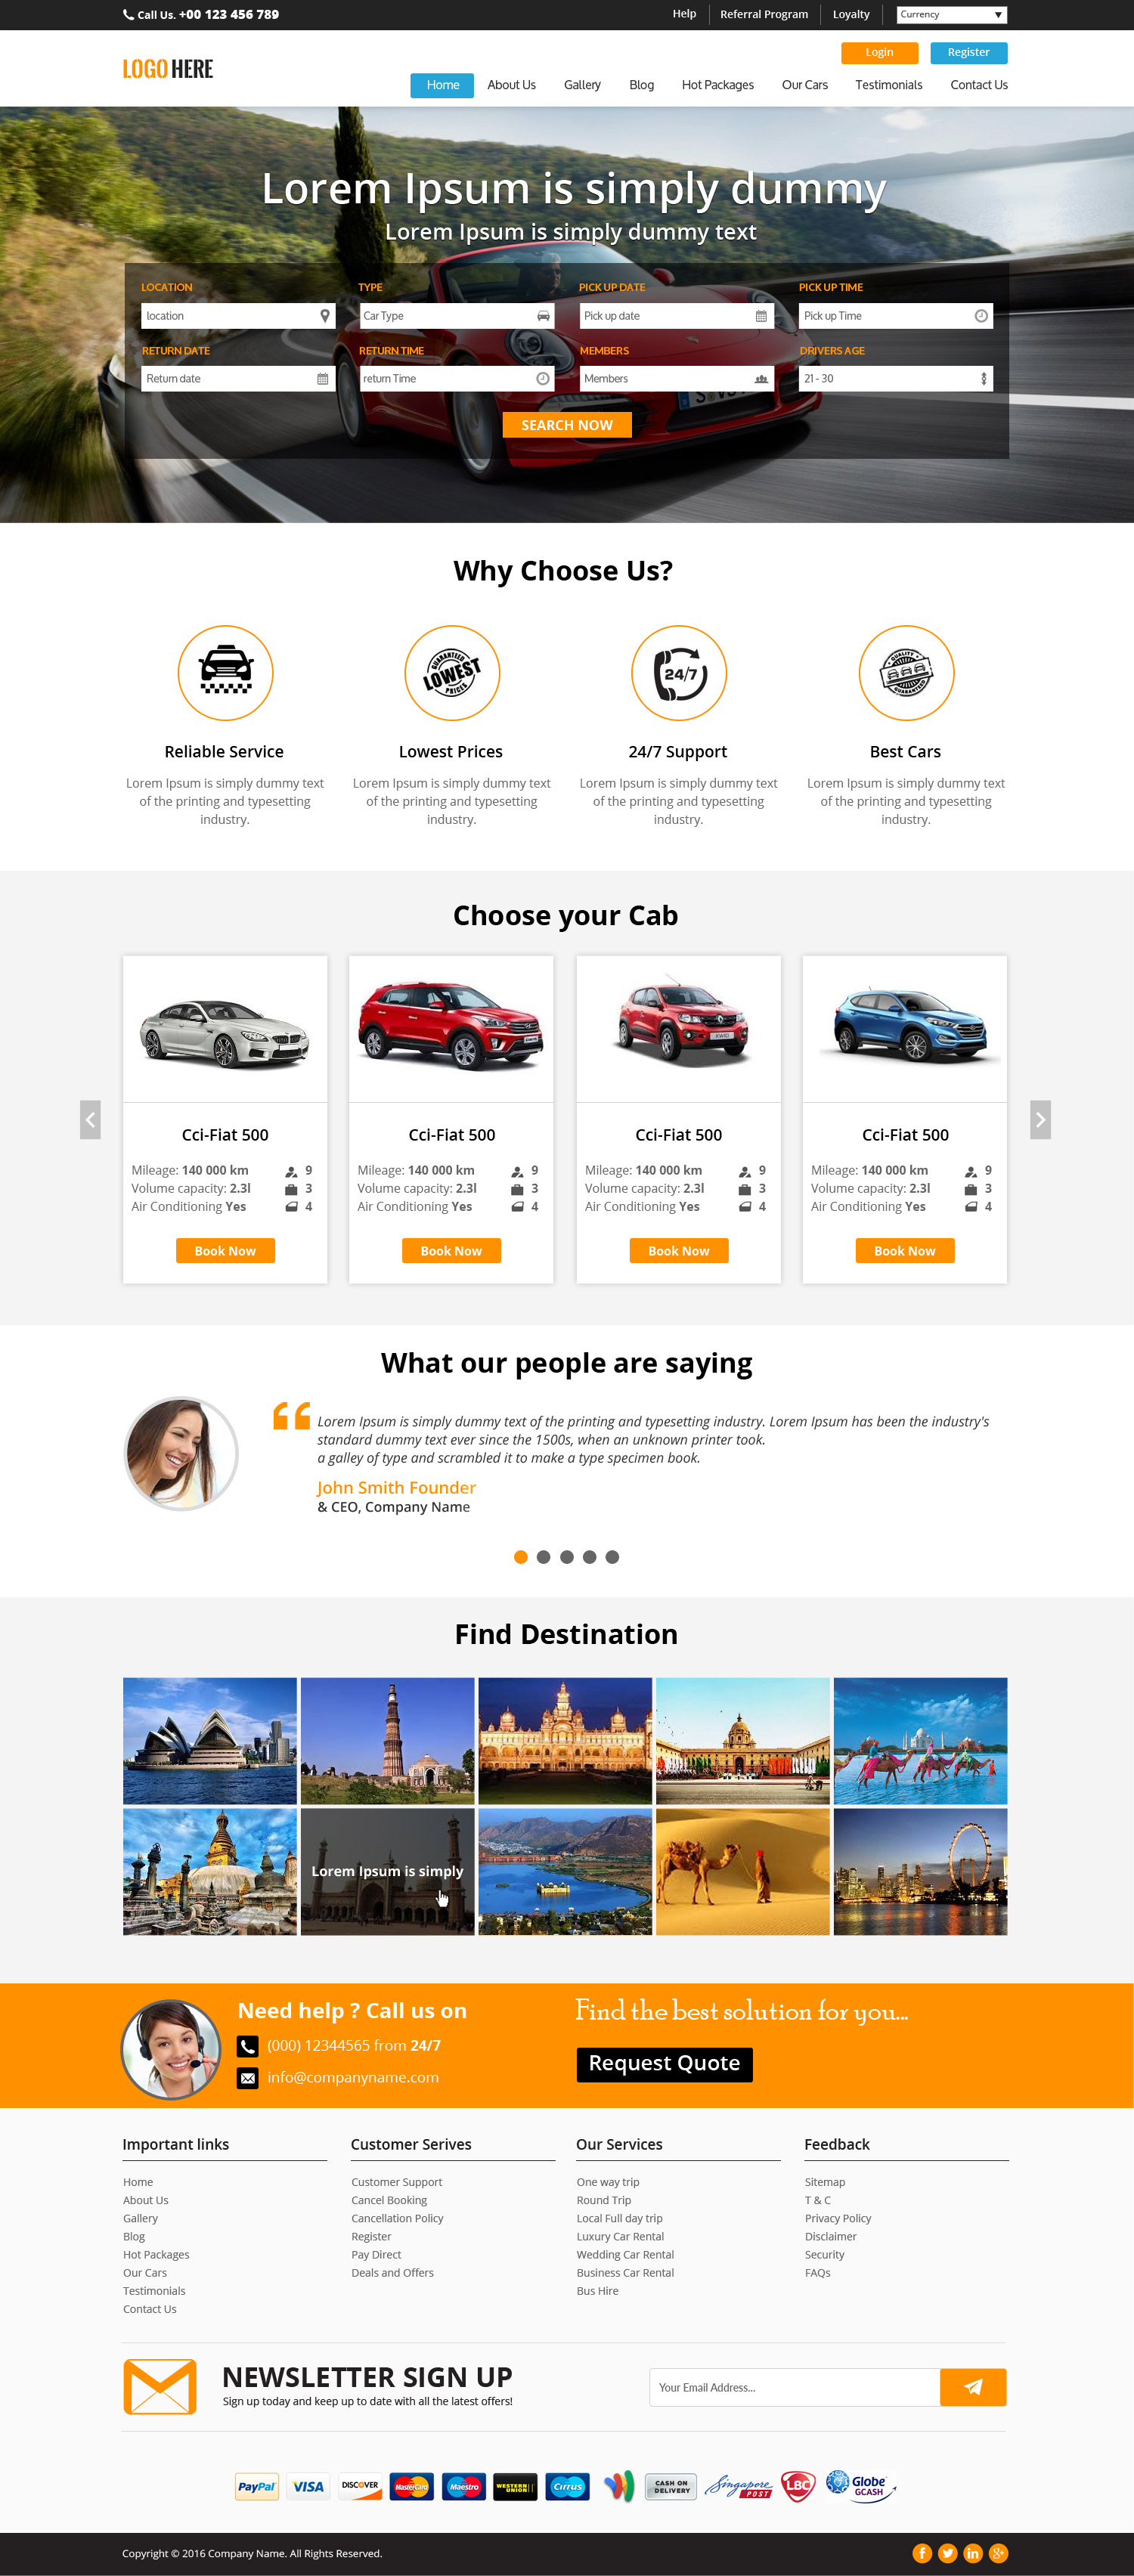 Call Us. +00 123 456 789
Help
Referral Program
Loyalty
Currency
Login
Register
LOGO HERE
Home
About Us
Gallery
Blog
Hot Packages
Our Cars
Testimonials
Contact Us
Lorem Ipsum is simply dummy
Lorem Ipsum is simply dummy text
LOCATION
TYPE
PICK UP DATE
PICK UP TIME
location
Car Type
Pick up date
Pick up Time
RETURN DATE
RETURN TIME
MEMBERS
DRIVERS AGE
Return date
return Time
Members
21 - 30
SEARCH NOW
Why Choose Us?
GUARANTEED
LOWEST
PRICES
24/7
QUALITY
GUARANTEED
Reliable Service
Lorem Ipsum is simply dummy text
of the printing and typesetting
industry.
Lowest Prices
Lorem Ipsum is simply dummy text
of the printing and typesetting
industry.
24/7 Support
Lorem Ipsum is simply dummy text
of the printing and typesetting
industry.
Best Cars
Lorem Ipsum is simply dummy text
of the printing and typesetting
industry.
Choose your Cab
KWID
Cci-Fiat 500
Mileage: 140 000 km 9
Volume capacity: 2.3l 3
Air Conditioning Yes 4
Book Now
Cci-Fiat 500
Mileage: 140 000 km 9
Volume capacity: 2.3l 3
Air Conditioning Yes 4
Book Now
Cci-Fiat 500
Mileage: 140 000 km 9
Volume capacity: 2.3l 3
Air Conditioning Yes 4
Book Now
Cci-Fiat 500
Mileage: 140 000 km 9
Volume capacity: 2.3l 3
Air Conditioning Yes 4
Book Now
What our people are saying
Lorem Ipsum is simply dummy text of the printing and typesetting industry. Lorem Ipsum has been the industry's
standard dummy text ever since the 1500s, when an unknown printer took.
a galley of type and scrambled it to make a type specimen book.
John Smith Founder
& CEO, Company Name
Find Destination
Lorem Ipsum is simply
Need help ? Call us on
(000) 12344565 from 24/7
info@companyname.com
Find the best solution for you...
Request Quote
Important links
Home
About Us
Gallery
Blog
Hot Packages
Our Cars
Testimonials
Contact Us
Customer Serives
Customer Support
Cancel Booking
Cancellation Policy
Register
Pay Direct
Deals and Offers
Our Services
One way trip
Round Trip
Local Full day trip
Luxury Car Rental
Wedding Car Rental
Business Car Rental
Bus Hire
Feedback
Sitemap
T & C
Privacy Policy
Disclaimer
Security
FAQs
NEWSLETTER SIGN UP
Sign up today and keep up to date with all the latest offers!
Your Email Address...
PayPal
VISA
DISCOVER
MasterCard
Maestro
WESTERN UNION
Cirrus
CASH ON DELIVERY
Singapore POST
LBC
Globe GCASH
Copyright © 2016 Company Name. All Rights Reserved.
f
in
g+